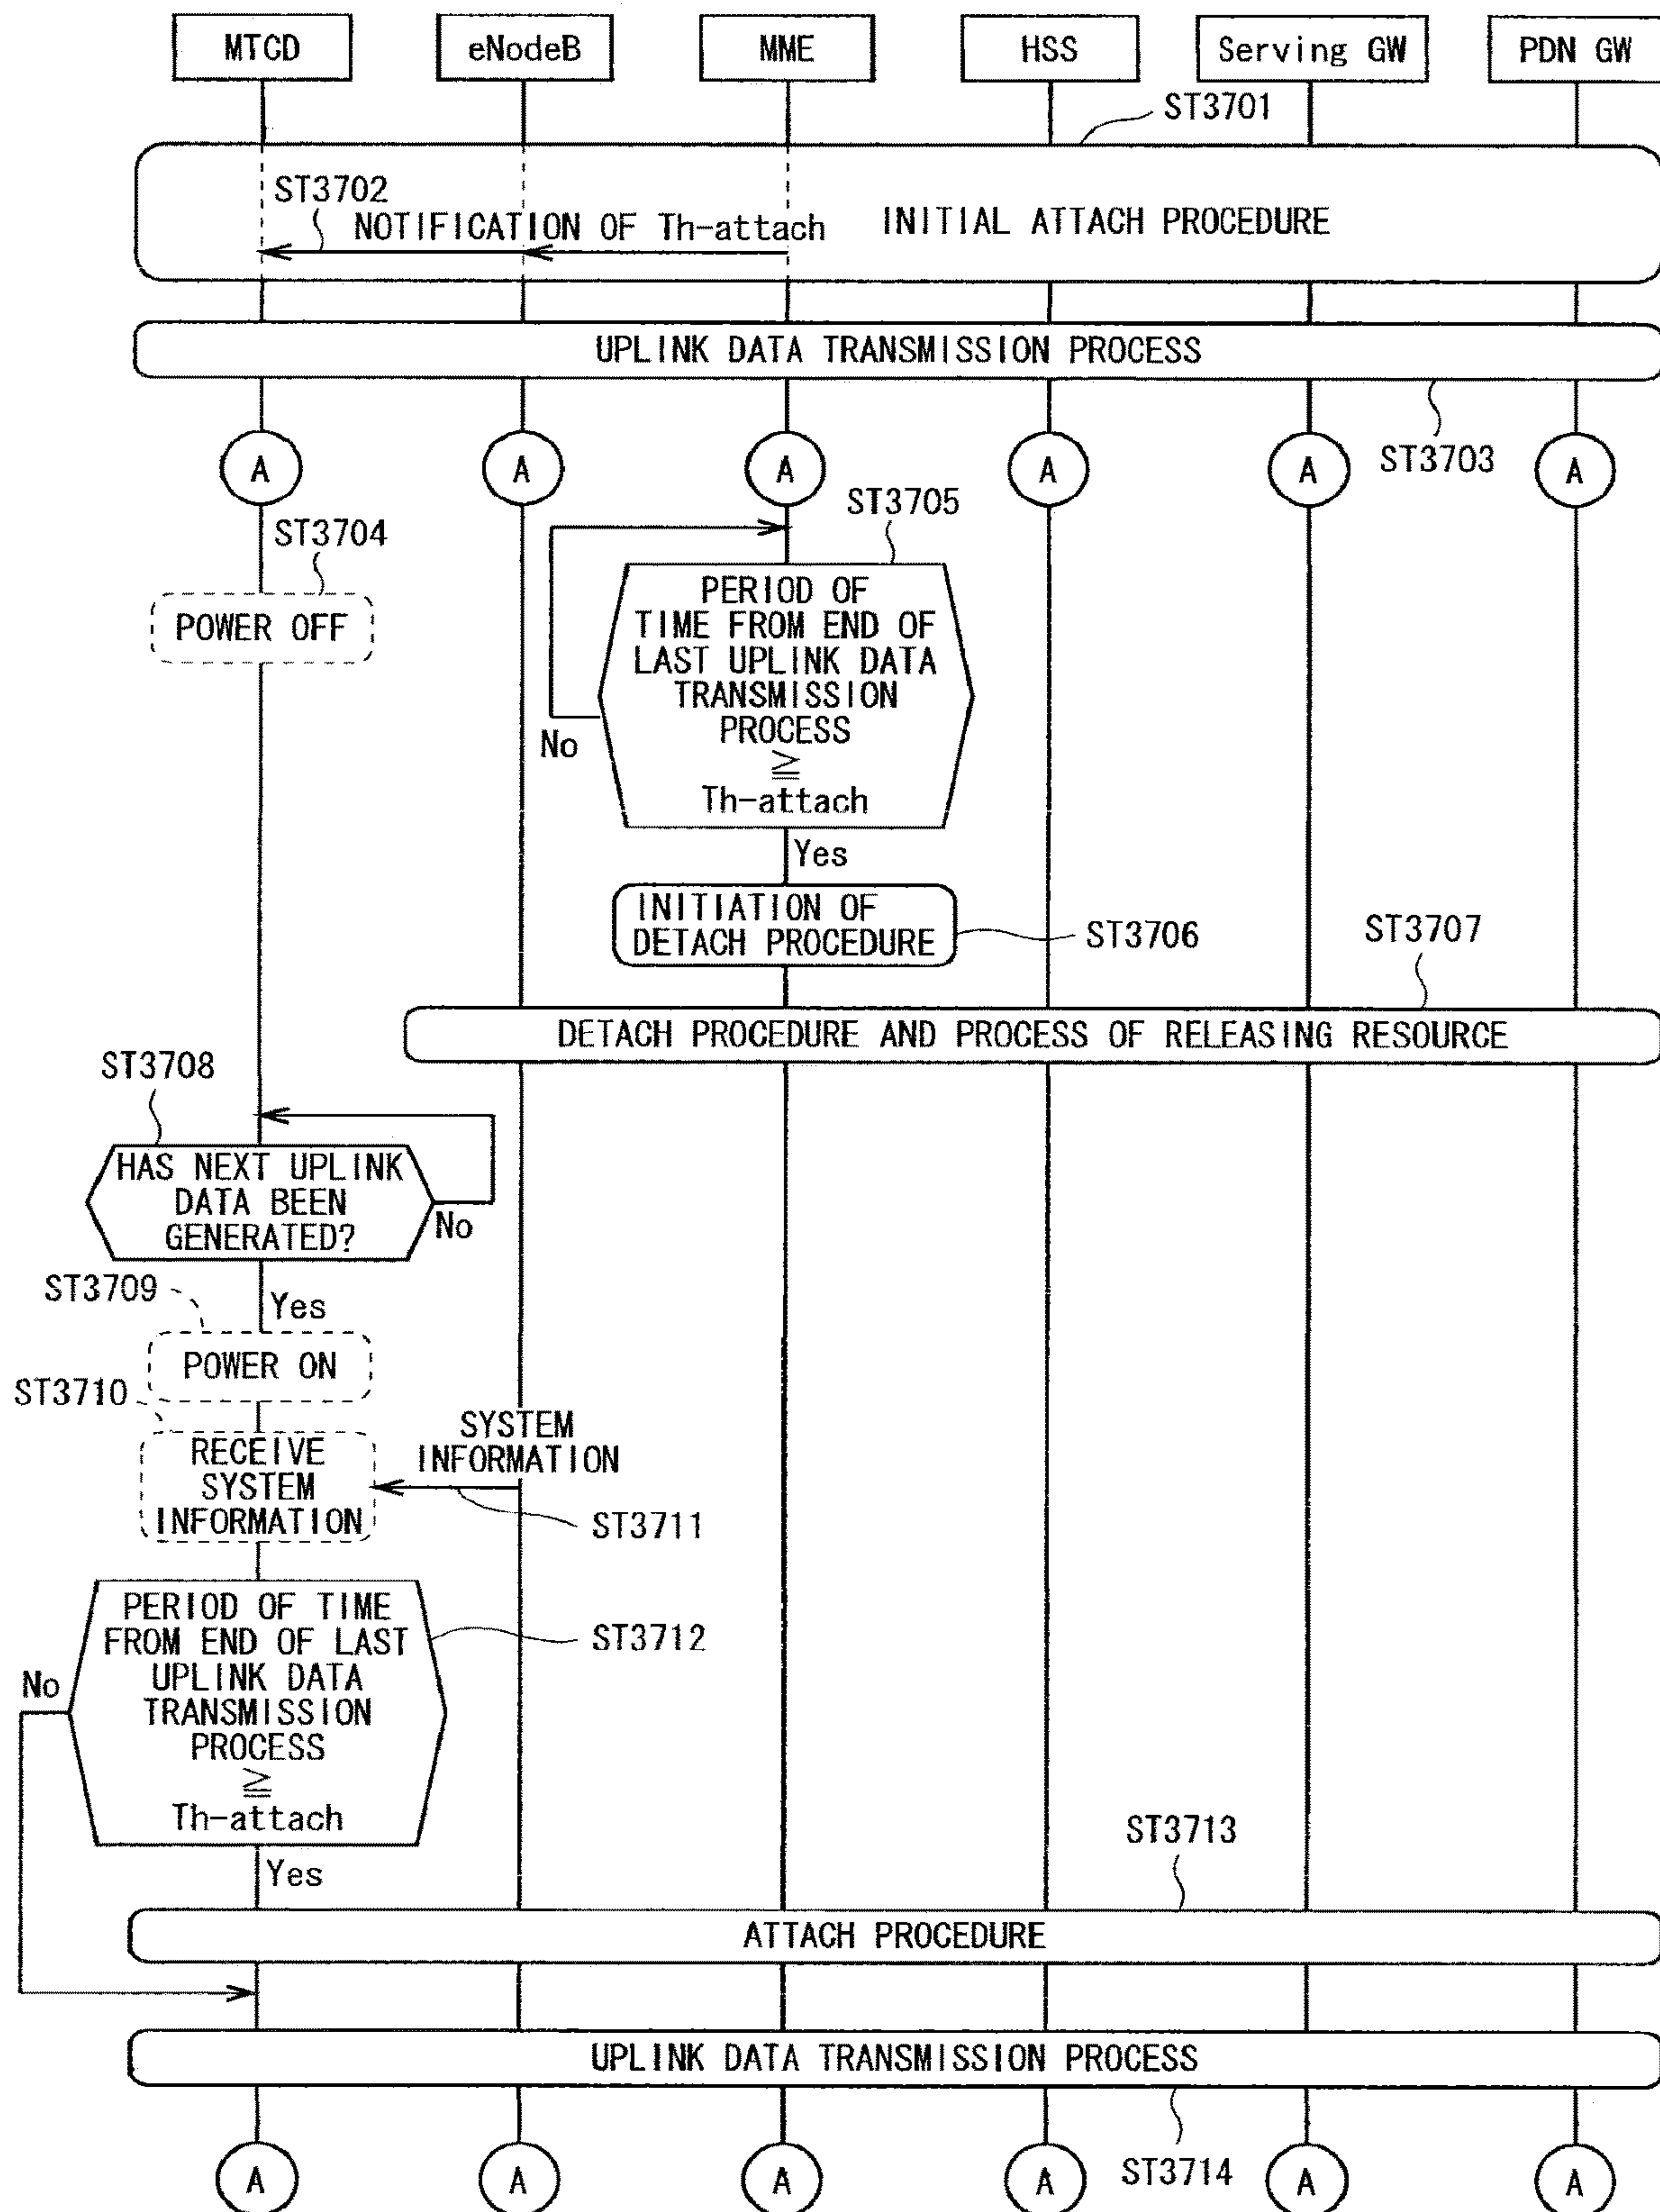 MTCD
eNodeB
MME
HSS
Serving GW
PDN GW
ST3701
ST3702
NOTIFICATION OF Th-attach
INITIAL ATTACH PROCEDURE
UPLINK DATA TRANSMISSION PROCESS
ST3703
A
A
A
A
A
A
ST3704
POWER OFF
ST3705
PERIOD OF
TIME FROM END OF
LAST UPLINK DATA
TRANSMISSION
PROCESS
≧
Th-attach
No
Yes
INITIATION OF
DETACH PROCEDURE
ST3706
ST3707
DETACH PROCEDURE AND PROCESS OF RELEASING RESOURCE
ST3708
HAS NEXT UPLINK
DATA BEEN
GENERATED?
No
Yes
ST3709
POWER ON
ST3710
RECEIVE
SYSTEM
INFORMATION
SYSTEM
INFORMATION
ST3711
PERIOD OF TIME
FROM END OF LAST
UPLINK DATA
TRANSMISSION
PROCESS
≧
Th-attach
ST3712
No
Yes
ST3713
ATTACH PROCEDURE
UPLINK DATA TRANSMISSION PROCESS
ST3714
A
A
A
A
A
A